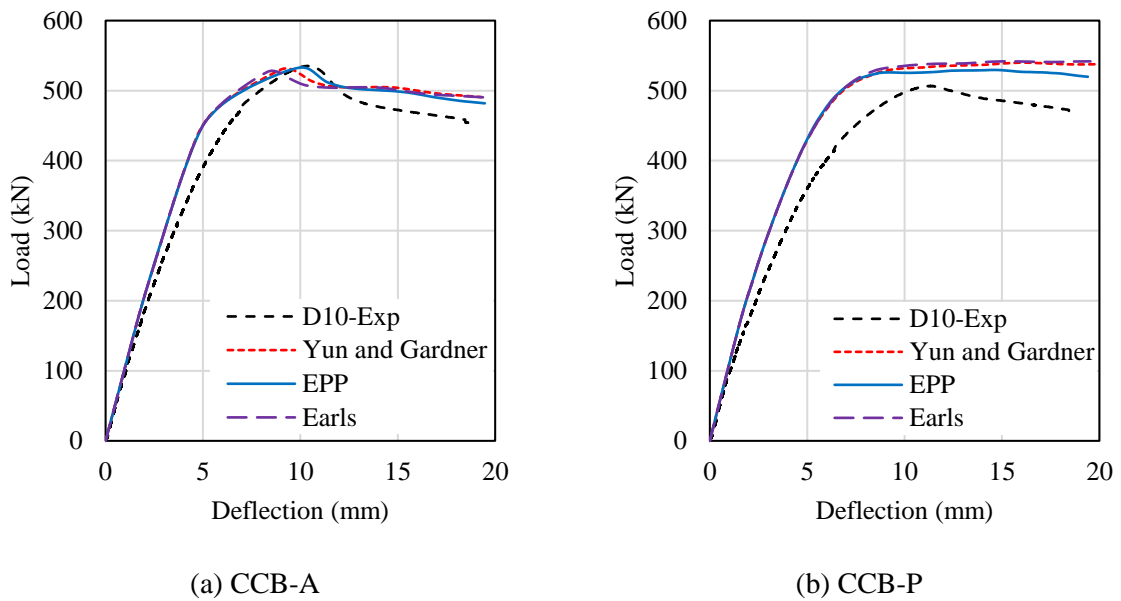 600
500
400
300
200
100
0
Load (kN)
D10-Exp
Yun and Gardner
EPP
Earls
0 5 10 15 20
Deflection (mm)
(a) CCB-A
600
500
400
300
200
100
0
Load (kN)
D10-Exp
Yun and Gardner
EPP
Earls
0 5 10 15 20
Deflection (mm)
(b) CCB-P